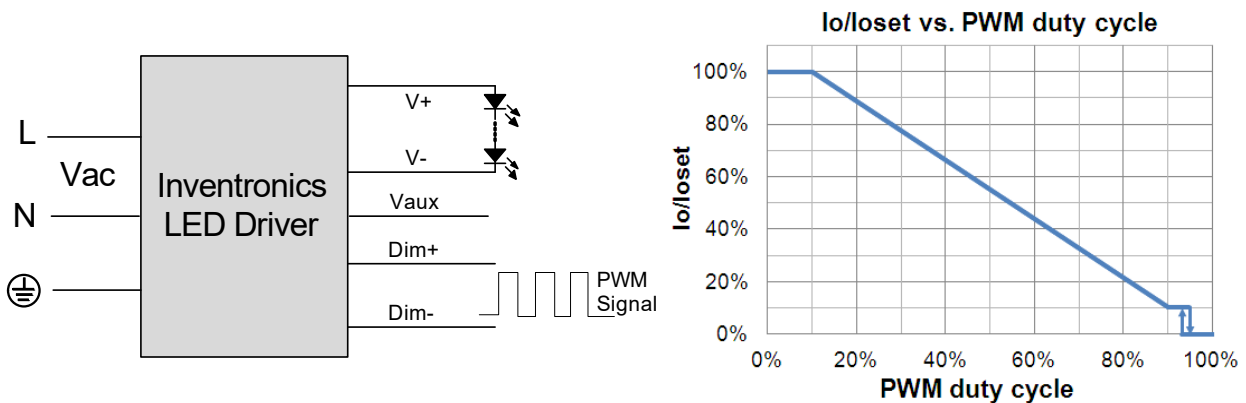 L
Vac
N
Inventronics
LED Driver
V+
V-
Vaux
Dim+
Dim-
PWM
Signal
Io/Ioset vs. PWM duty cycle
Io/Ioset
100%
80%
60%
40%
20%
0%
0%
20%
40%
60%
80%
100%
PWM duty cycle